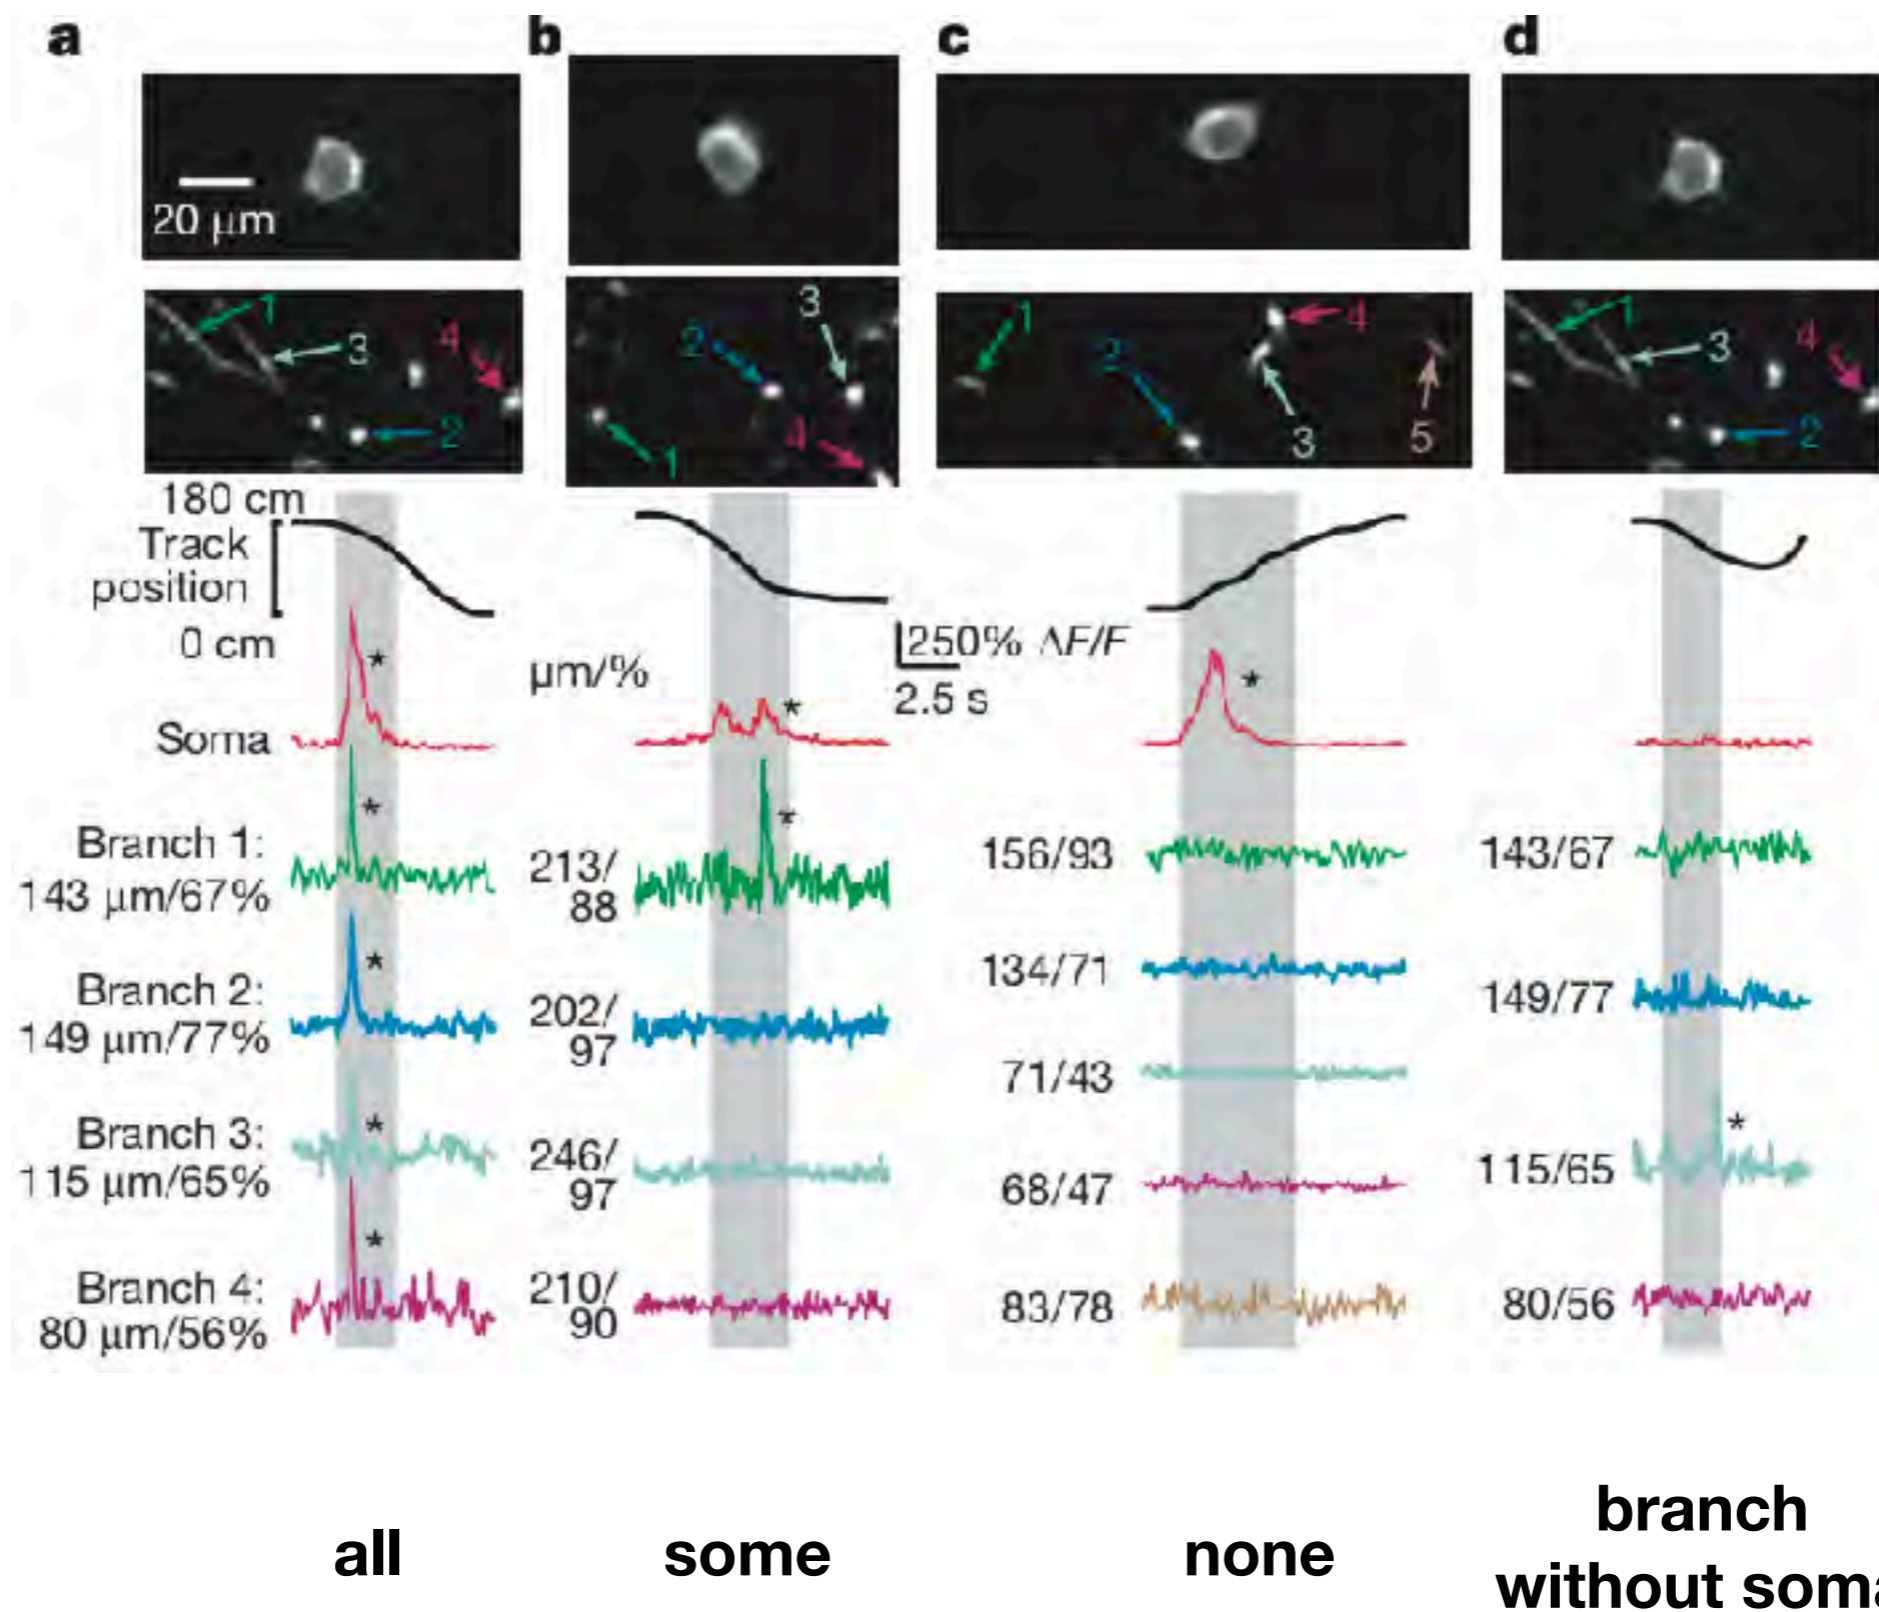 a
b
c
d
20 µm
1
3
4
2
3
2
4
1
1
4
2
3
5
1
3
4
2
180 cm
Track
position
0 cm
µm/%
250% ΔF/F
2.5 s
*
*
*
Soma
*
*
Branch 1:
143 µm/67%
213/
88
156/93
143/67
*
Branch 2:
149 µm/77%
202/
97
134/71
149/77
71/43
*
*
Branch 3:
115 µm/65%
246/
97
68/47
115/65
*
Branch 4:
80 µm/56%
210/
90
83/78
80/56
all
some
none
branch
without soma